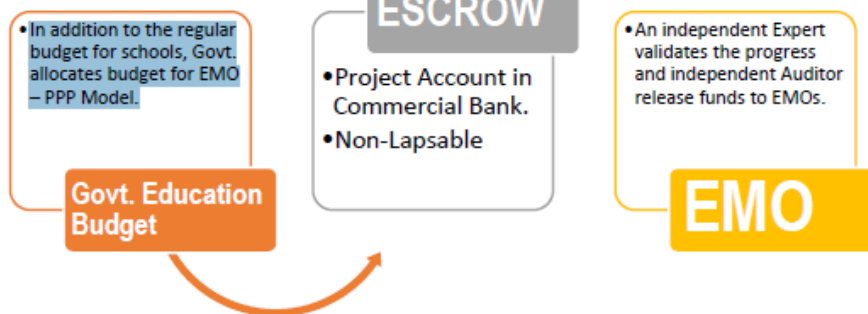 •In addition to the regular
budget for schools, Govt.
allocates budget for EMO
– PPP Model.
Govt. Education
Budget
ESCROW
•Project Account in
Commercial Bank.
•Non-Lapsable
•An independent Expert
validates the progress
and independent Auditor
release funds to EMOs.
EMO